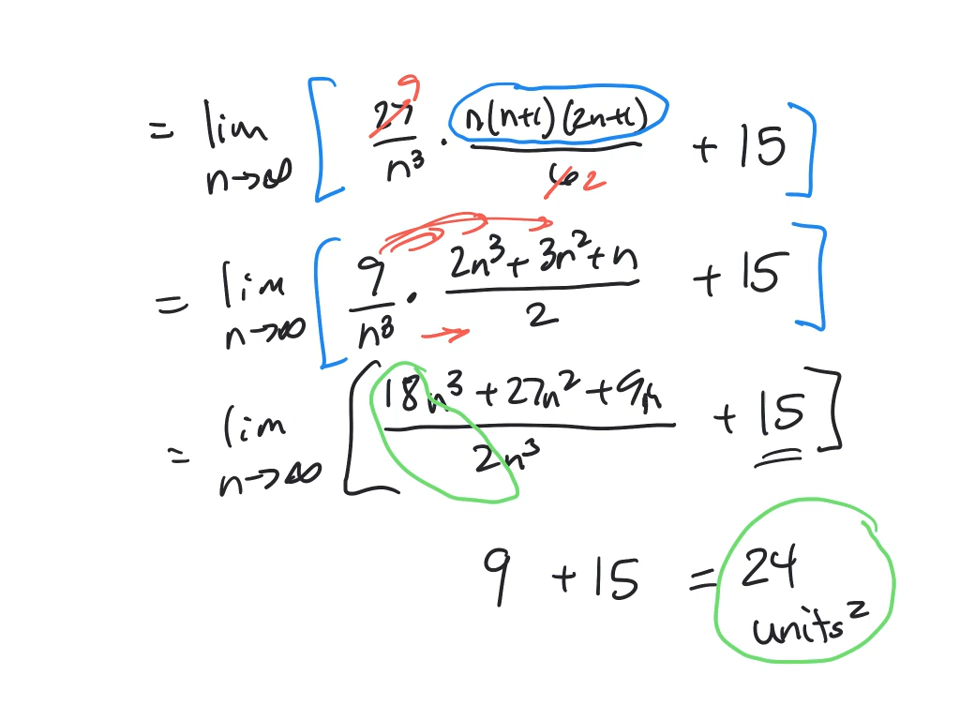 = lim n→∞ [ 27/n³ 9 · n(n+1)(2n+1)/6 2 + 15 ]
= lim n→∞ [ 9/n³ · 2n³+3n²+n/2 + 15 ]
= lim n→∞ [ 18n³+27n²+9n/2n³ + 15 ]
9 + 15 = 24
units²